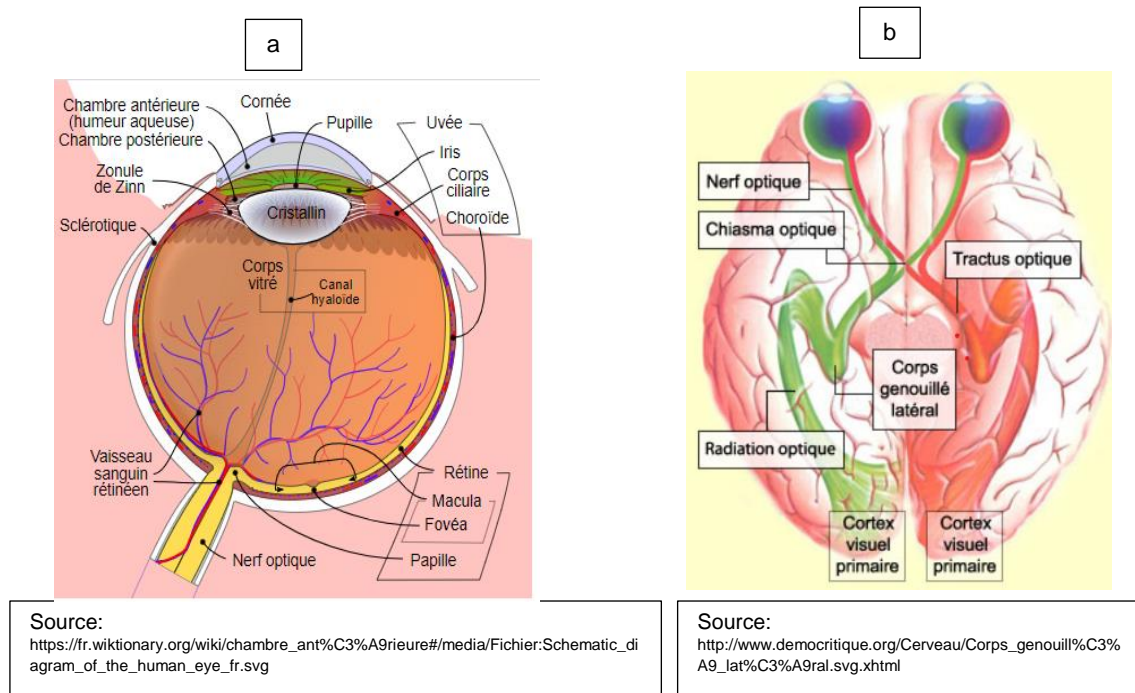 a
Chambre antérieure
(humeur aqueuse)
Chambre postérieure
Zonule
de Zinn
Sclérotique
Cornée
Pupille
Uvée
Iris
Corps
ciliaire
Choroïde
Cristallin
Corps
vitré
Canal
hyaloïde
Vaisseau
sanguin
rétinéen
Nerf optique
Rétine
Macula
Fovéa
Papille
Source:
https://fr.wiktionary.org/wiki/chambre_ant%C3%A9rieure#/media/Fichier:Schematic_di
agram_of_the_human_eye_fr.svg
b
Nerf optique
Chiasma optique
Tractus optique
Corps
genouillé
latéral
Radiation optique
Cortex
visuel
primaire
Cortex
visuel
primaire
Source:
http://www.democritique.org/Cerveau/Corps_genouill%C3%
A9_lat%C3%A9ral.svg.xhtml